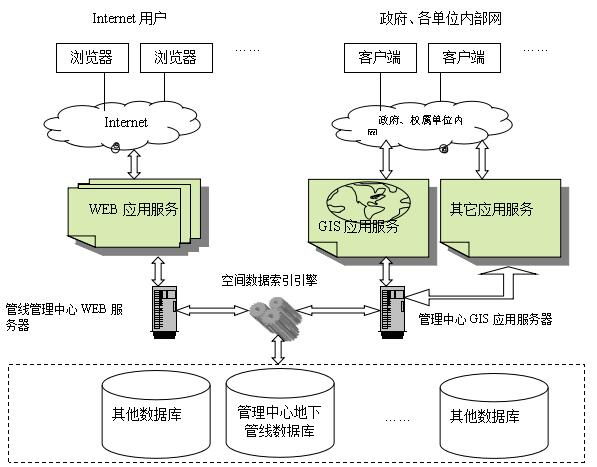 Internet 用户
政府、各单位内部网
浏览器
浏览器
……
客户端
客户端
……
Internet
政府、权属单位内
网
WEB 应用服务
GIS 应用服务
其它应用服务
空间数据索引引擎
管线管理中心 WEB 服
务器
管理中心 GIS 应用服务器
其他数据库
管理中心地下
管线数据库
……
其他数据库